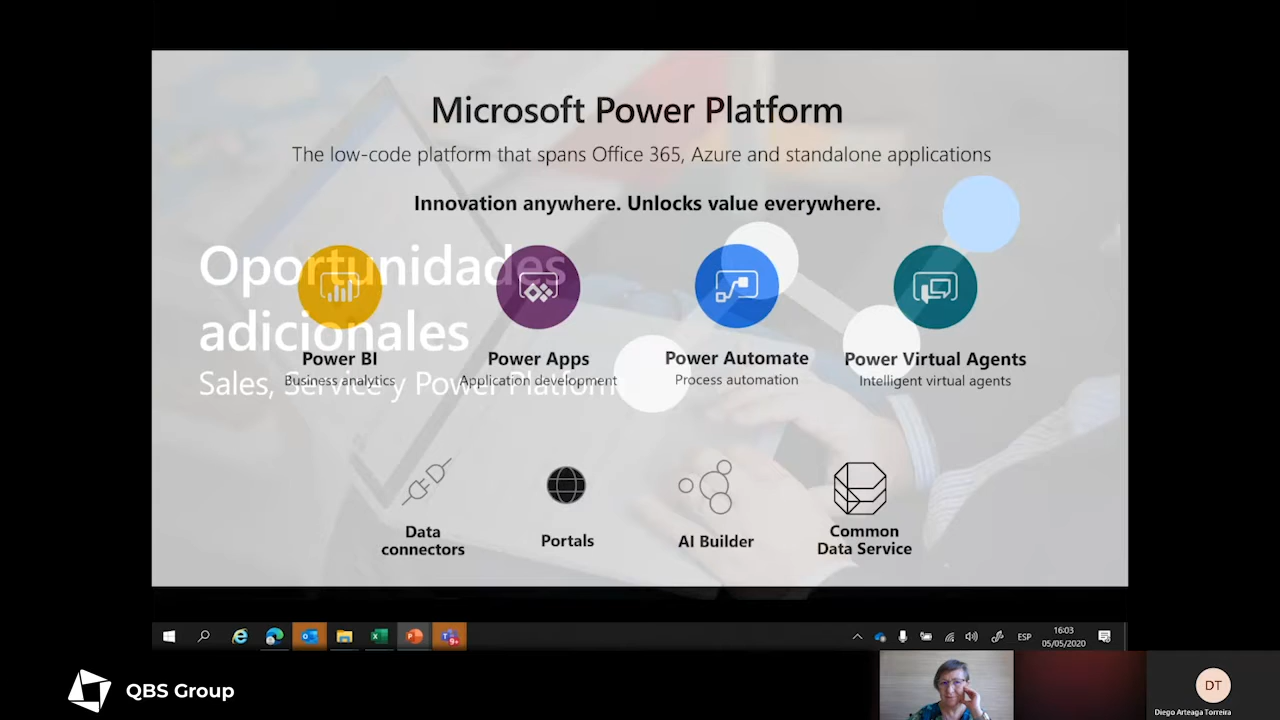 Microsoft Power Platform
The low-code platform that spans Office 365, Azure and standalone applications
Innovation anywhere. Unlocks value everywhere.
Oportunidades
adicionales
Sales, Service y Power Platform
Power BI
Business analytics
Power Apps
Application development
Power Automate
Process automation
Power Virtual Agents
Intelligent virtual agents
Data
connectors
Portals
AI Builder
Common
Data Service
ESP
16:03
05/05/2020
QBS Group
DT
Diego Arteaga Torreira